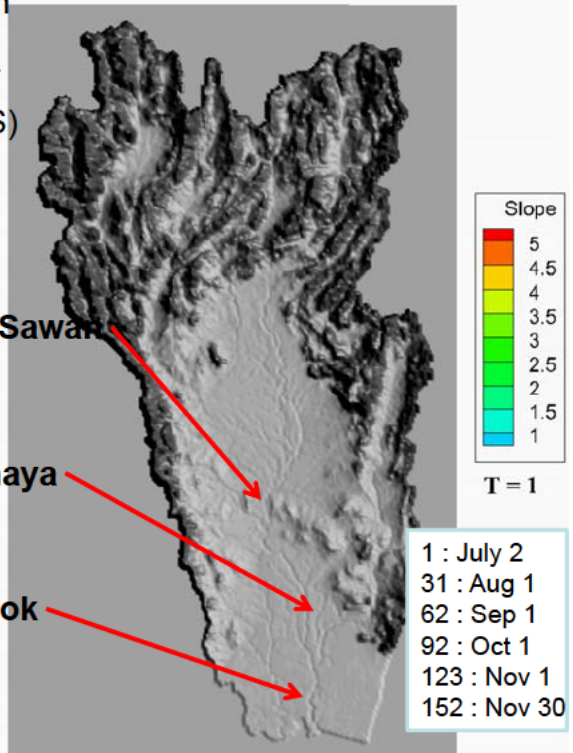 S)
Sawan
aya
ok
Slope
5
4.5
4
3.5
3
2.5
2
1.5
1
T = 1
1 : July 2
31 : Aug 1
62 : Sep 1
92 : Oct 1
123 : Nov 1
152 : Nov 30